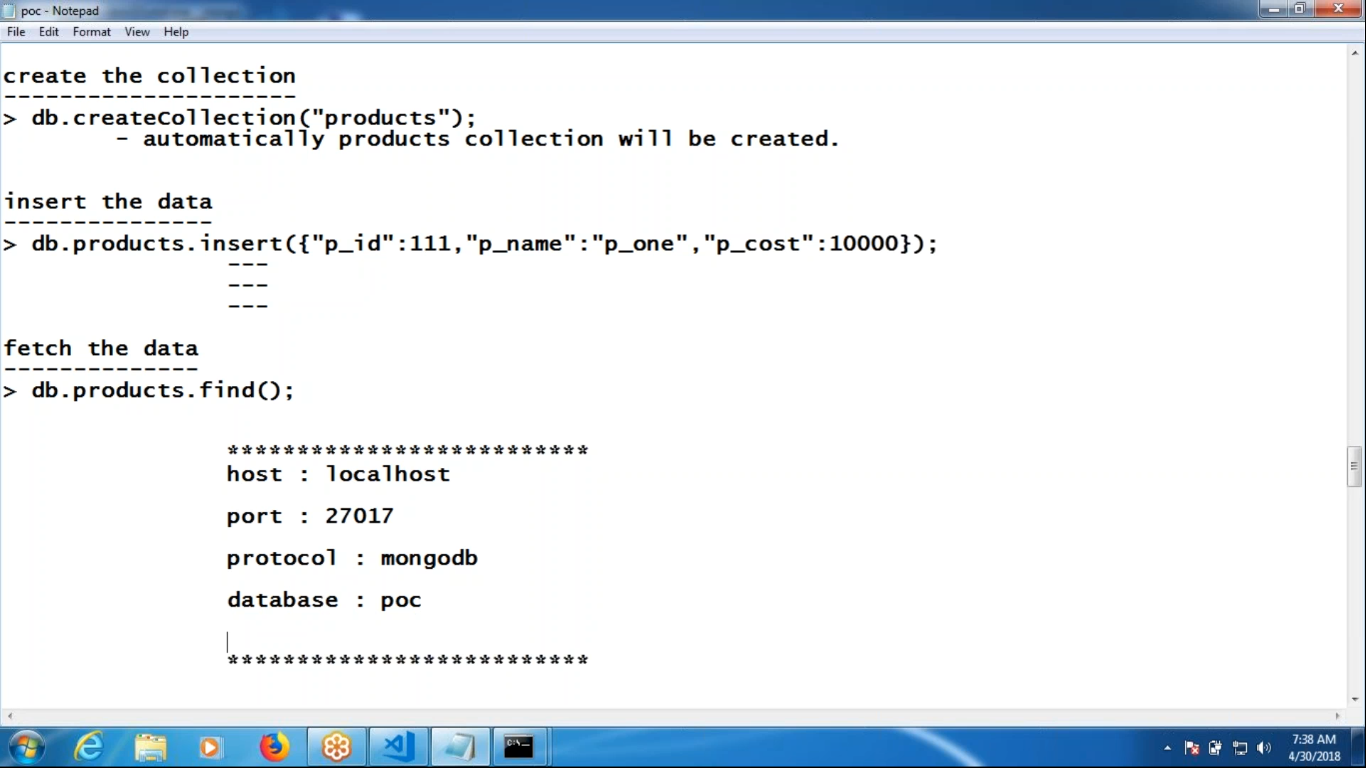 poc - Notepad
File Edit Format View Help
create the collection
---------------------
> db.createCollection("products");
- automatically products collection will be created.
insert the data
---------------
> db.products.insert({"p_id":111,"p_name":"p_one","p_cost":10000});
---
---
---
fetch the data
--------------
> db.products.find();
**************************
host : localhost
port : 27017
protocol : mongodb
database : poc
**************************
7:38 AM
4/30/2018